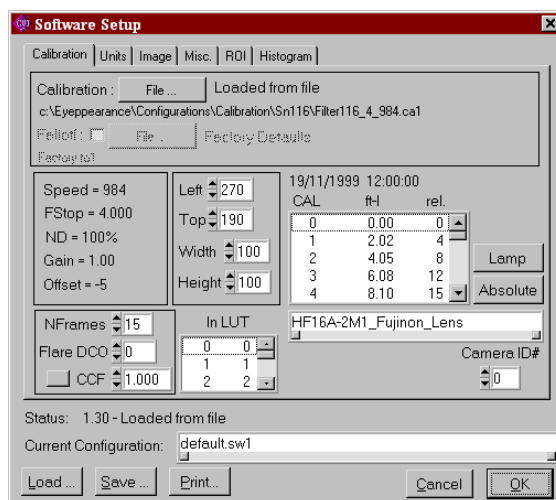 CVI Software Setup
Calibration Units Image Misc. ROI Histogram
Calibration : File ... Loaded from file
c:\Eyeppearance\Configurations\Calibration\Sn116\Filter116_4_984.ca1
Falloff : File ... Factory Defaults
Speed = 984
FStop = 4.000
ND = 100%
Gain = 1.00
Offset = -5
Left 270
Top 190
Width 100
Height 100
19/11/1999 12:00:00
CAL ft-l rel.
0 0.00 0
1 2.02 4
2 4.05 8
3 6.08 12
4 8.10 15
Lamp
Absolute
HF16A-2M1_Fujinon_Lens
NFrames 15
Flare DCO 0
CCF 1.000
In LUT
0 0
1 1
2 2
Camera ID#
0
Status: 1.30 - Loaded from file
Current Configuration: default.sw1
Load ... Save ... Print... Cancel OK